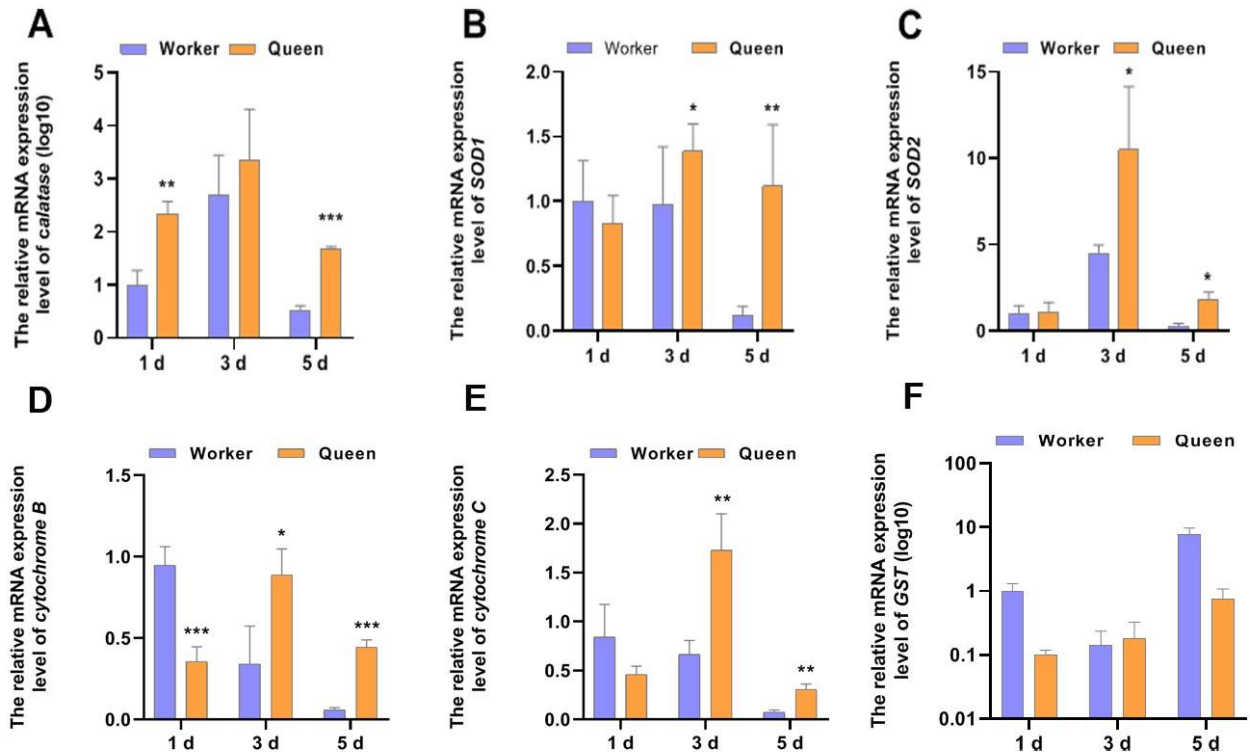 A
Worker Queen
The relative mRNA expression
level of calatase (log10)
5
4
3
2
1
0
**
***
1 d 3 d 5 d
B
Worker Queen
The relative mRNA expression
level of SOD1
2.0
1.5
1.0
0.5
0.0
*
**
1 d 3 d 5 d
C
Worker Queen
The relative mRNA expression
level of SOD2
15
10
5
0
*
*
1 d 3 d 5 d
D
Worker Queen
The relative mRNA expression
level of cytochrome B
1.5
1.0
0.5
0.0
***
*
***
1 d 3 d 5 d
E
Worker Queen
The relative mRNA expression
level of cytochrome C
2.5
2.0
1.5
1.0
0.5
0.0
**
**
1 d 3 d 5 d
F
Worker Queen
The relative mRNA expression
level of GST (log10)
100
10
1
0.1
0.01
1 d 3 d 5 d